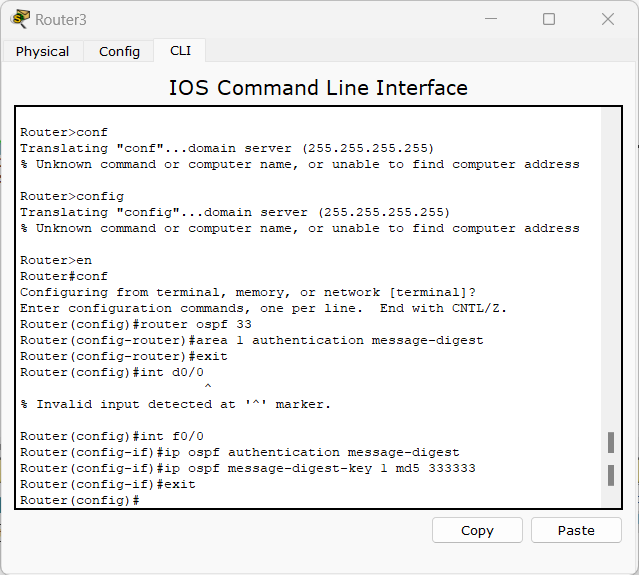 Router3
Physical Config CLI
IOS Command Line Interface
Router>conf
Translating "conf"...domain server (255.255.255.255)
% Unknown command or computer name, or unable to find computer address
Router>config
Translating "config"...domain server (255.255.255.255)
% Unknown command or computer name, or unable to find computer address
Router>en
Router#conf
Configuring from terminal, memory, or network [terminal]?
Enter configuration commands, one per line.  End with CNTL/Z.
Router(config)#router ospf 33
Router(config-router)#area 1 authentication message-digest
Router(config-router)#exit
Router(config)#int d0/0
^
% Invalid input detected at '^' marker.
Router(config)#int f0/0
Router(config-if)#ip ospf authentication message-digest
Router(config-if)#ip ospf message-digest-key 1 md5 333333
Router(config-if)#exit
Router(config)#
Copy Paste